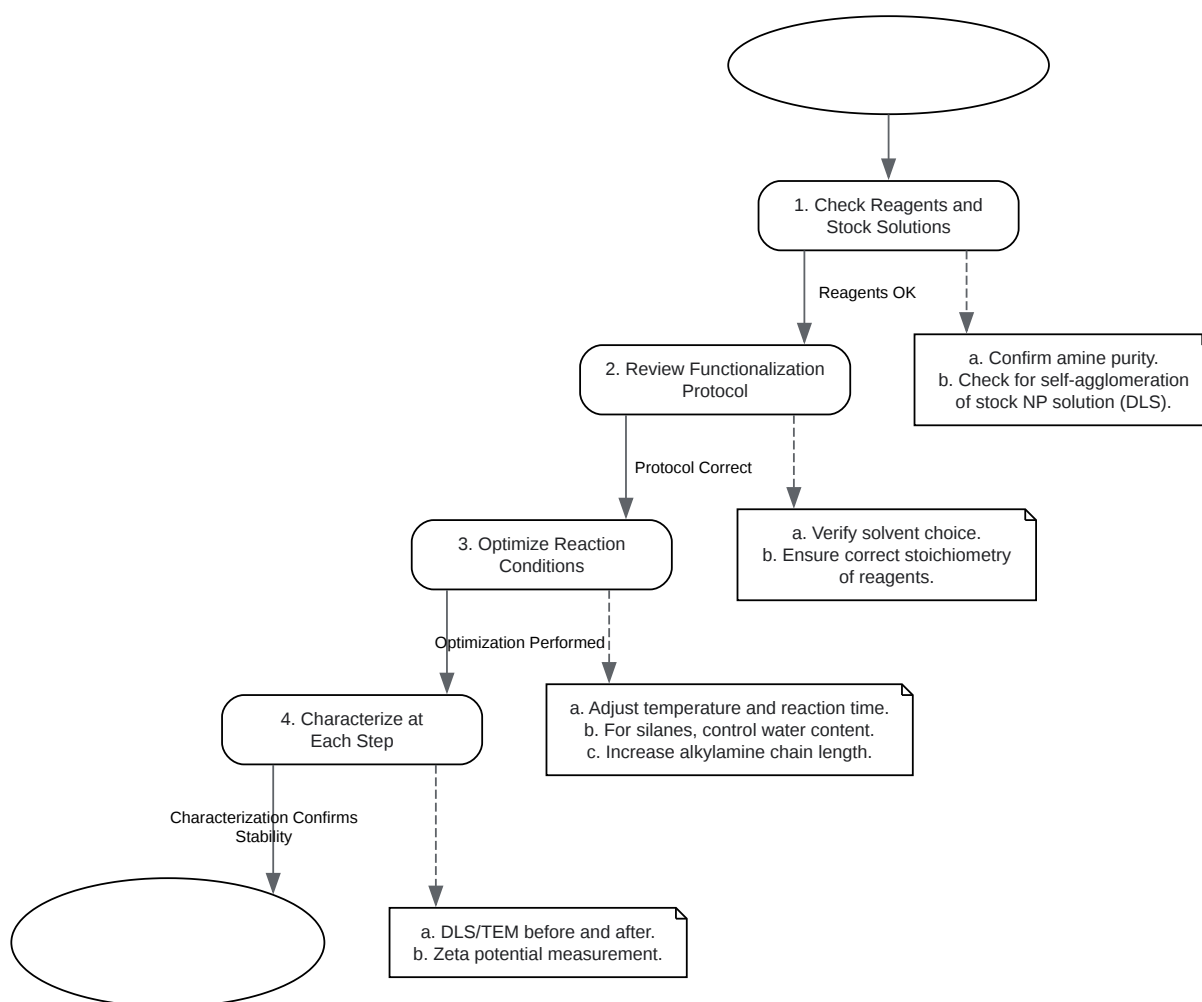 1. Check Reagents and
Stock Solutions
Reagents OK
a. Confirm amine purity.
b. Check for self-agglomeration
of stock NP solution (DLS).
2. Review Functionalization
Protocol
Protocol Correct
a. Verify solvent choice.
b. Ensure correct stoichiometry
of reagents.
3. Optimize Reaction
Conditions
Optimization Performed
a. Adjust temperature and reaction time.
b. For silanes, control water content.
c. Increase alkylamine chain length.
4. Characterize at
Each Step
Characterization Confirms
Stability
a. DLS/TEM before and after.
b. Zeta potential measurement.